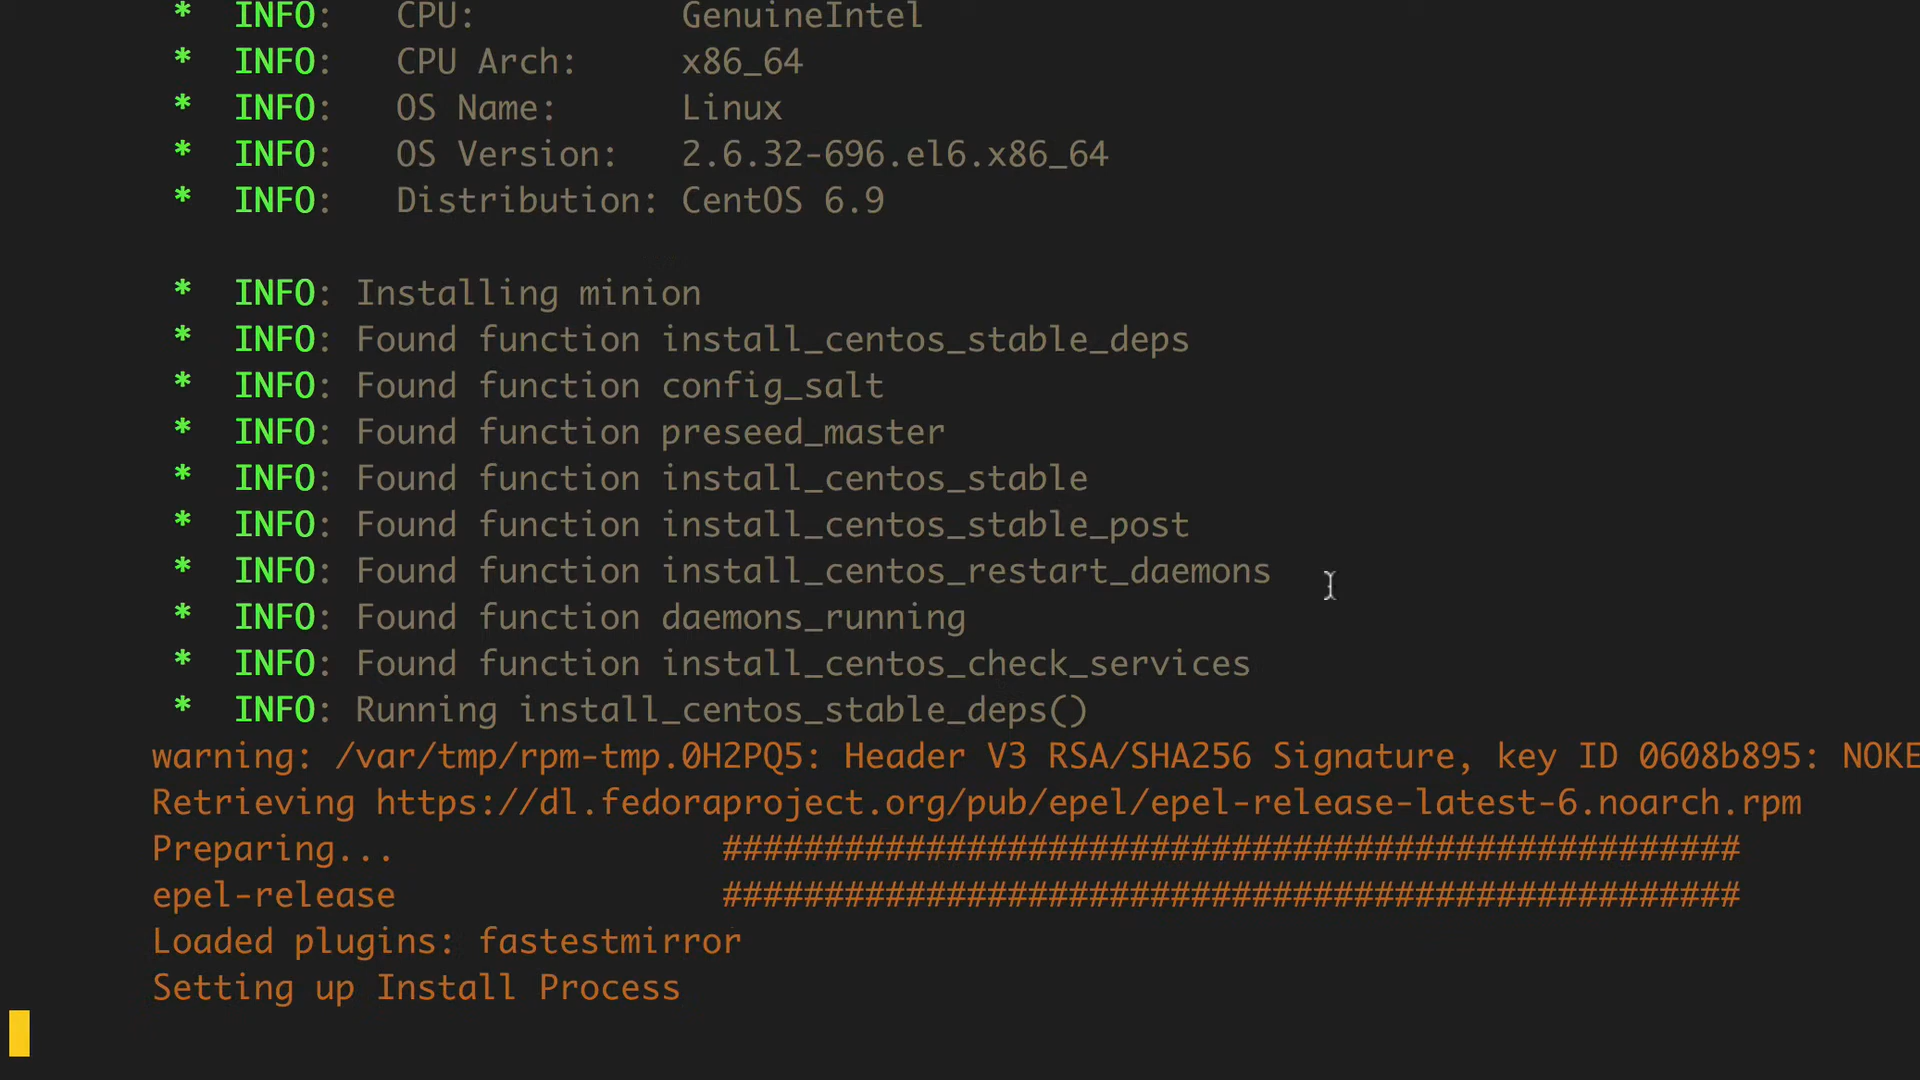 * INFO: CPU: GenuineIntel
* INFO: CPU Arch: x86_64
* INFO: OS Name: Linux
* INFO: OS Version: 2.6.32-696.el6.x86_64
* INFO: Distribution: CentOS 6.9
* INFO: Installing minion
* INFO: Found function install_centos_stable_deps
* INFO: Found function config_salt
* INFO: Found function preseed_master
* INFO: Found function install_centos_stable
* INFO: Found function install_centos_stable_post
* INFO: Found function install_centos_restart_daemons
* INFO: Found function daemons_running
* INFO: Found function install_centos_check_services
* INFO: Running install_centos_stable_deps()
warning: /var/tmp/rpm-tmp.0H2PQ5: Header V3 RSA/SHA256 Signature, key ID 0608b895: NOKE
Retrieving https://dl.fedoraproject.org/pub/epel/epel-release-latest-6.noarch.rpm
Preparing... ##################################################
epel-release ##################################################
Loaded plugins: fastestmirror
Setting up Install Process